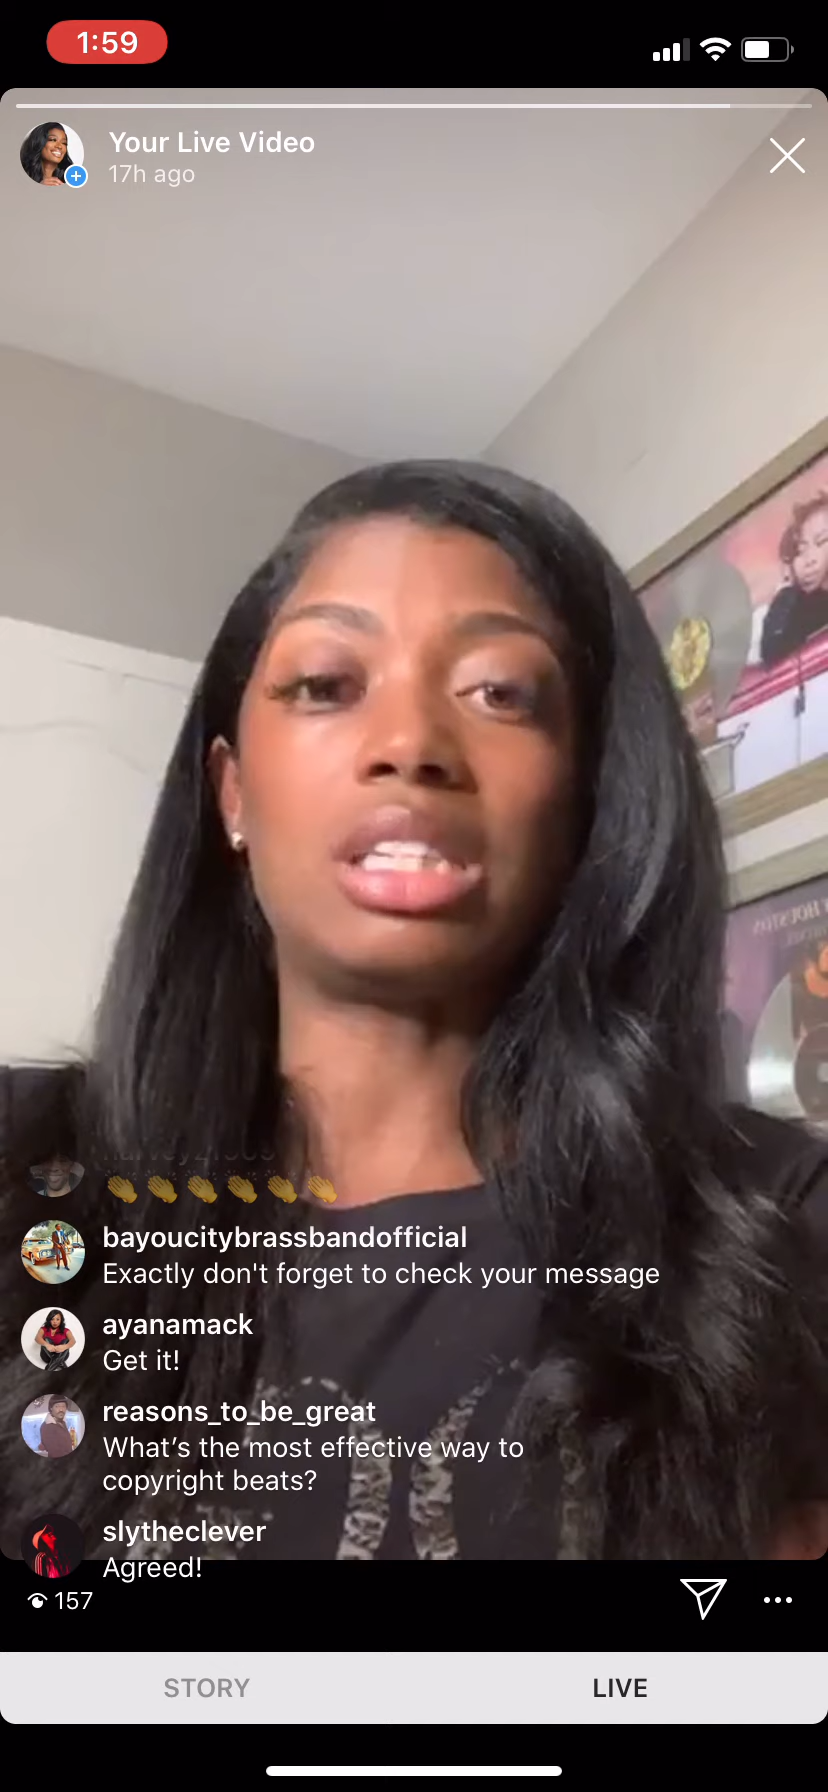 1:59
Your Live Video
17h ago
👏👏👏👏👏👏
bayoucitybrassbandofficial
Exactly don't forget to check your message
ayanamack
Get it!
reasons_to_be_great
What's the most effective way to
copyright beats?
slytheclever
Agreed!
157
STORY
LIVE